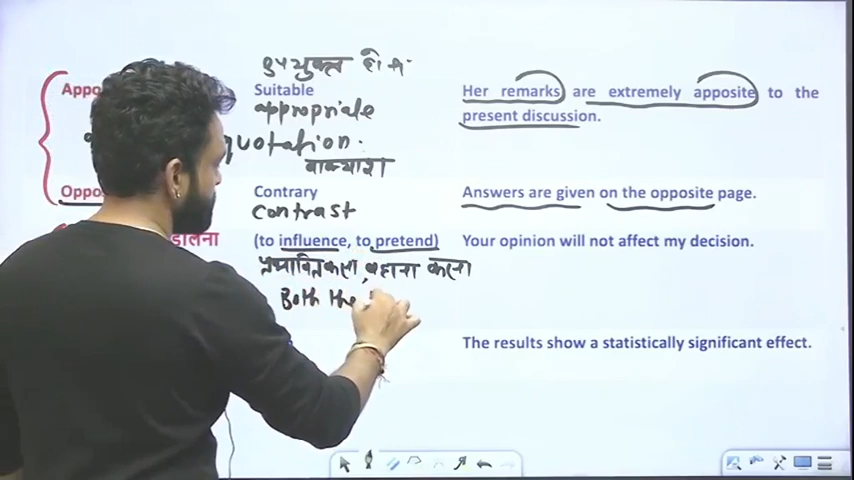 उपयुक्त होना
Suitable
Her remarks are extremely apposite to the
appropriate
present discussion.
quotation.
वाक्यांश
Contrary
Answers are given on the opposite page.
contrast
डालना
(to influence, to pretend)
Your opinion will not affect my decision.
प्रभावित करना, बहाना करना
Both the
The results show a statistically significant effect.